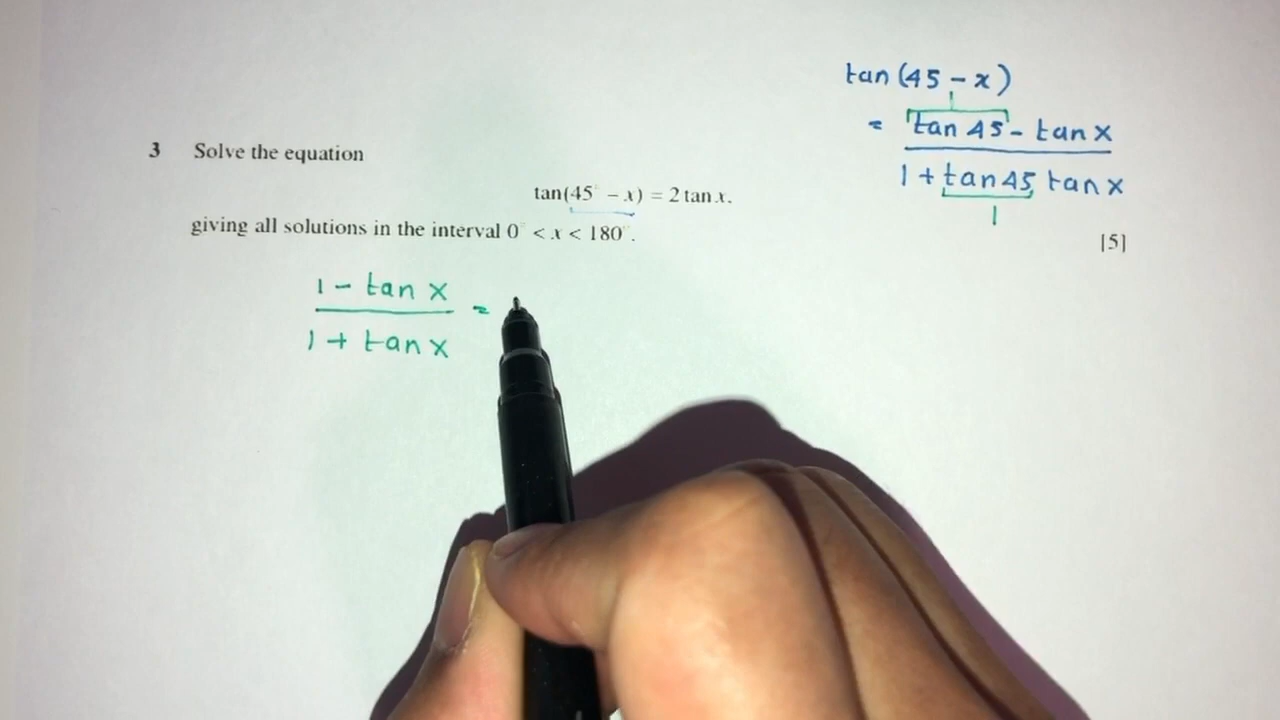 tan (45 - x)
= tan 45 - tan x
1 + tan 45 tan x
1
1
3 Solve the equation
tan(45° - x) = 2 tan x,
giving all solutions in the interval 0° < x < 180°.
[5]
1 - tan x =
1 + tan x